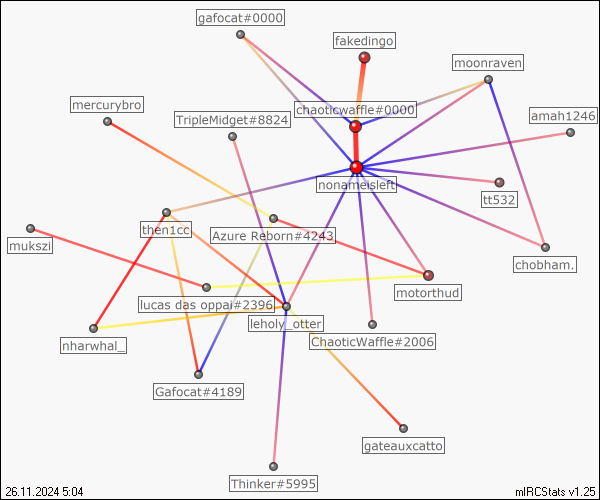 gafocat#0000
fakedingo
moonraven
mercurybro
chaoticwaffle#0000
TripleMidget#8824
amah1246
nonameisleft
tt532
then1cc
Azure Reborn#4243
mukszi
chobham.
motorthud
lucas das oppai#2396
leholy_otter
nharwhal_
ChaoticWaffle#2006
Gafocat#4189
gateauxcatto
Thinker#5995
26.11.2024 5:04
mIRCStats v1.25